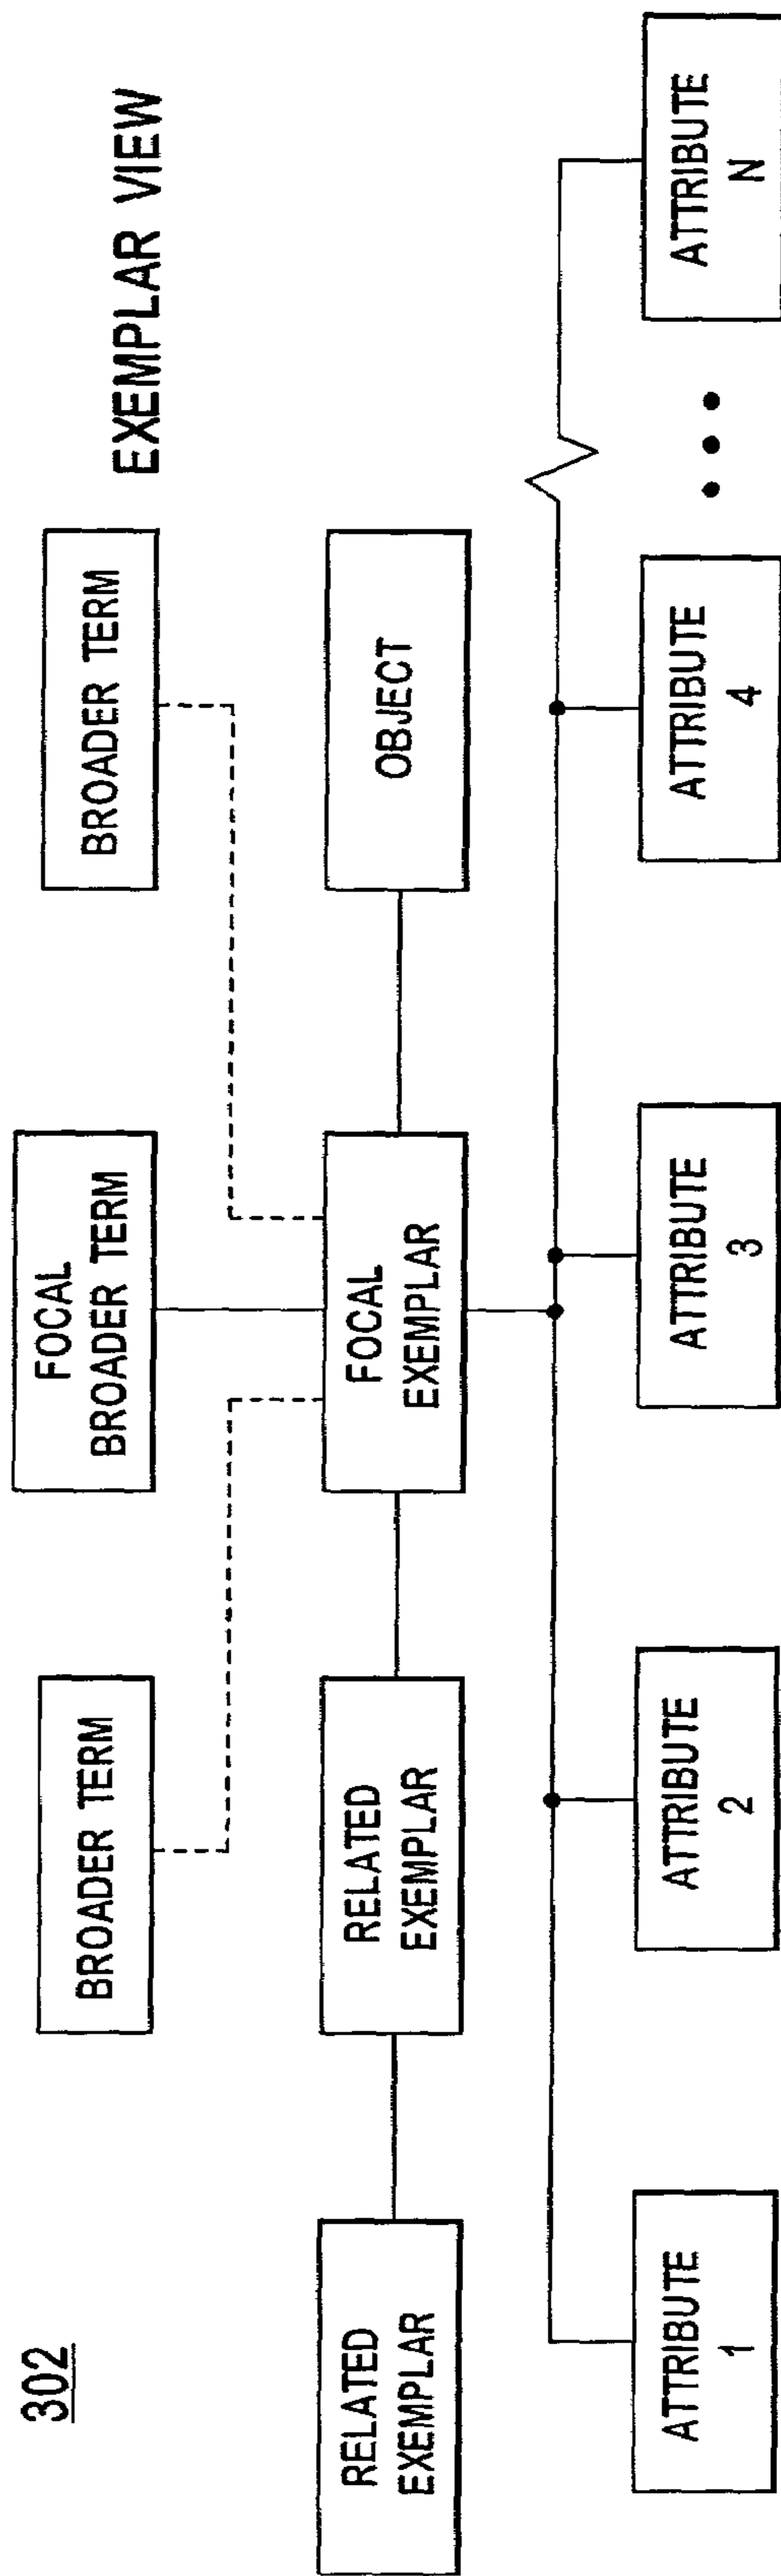 302
EXEMPLAR VIEW
BROADER TERM
FOCAL
BROADER TERM
BROADER TERM
RELATED
EXEMPLAR
RELATED
EXEMPLAR
FOCAL
EXEMPLAR
OBJECT
ATTRIBUTE
1
ATTRIBUTE
2
ATTRIBUTE
3
ATTRIBUTE
4
• • •
ATTRIBUTE
N